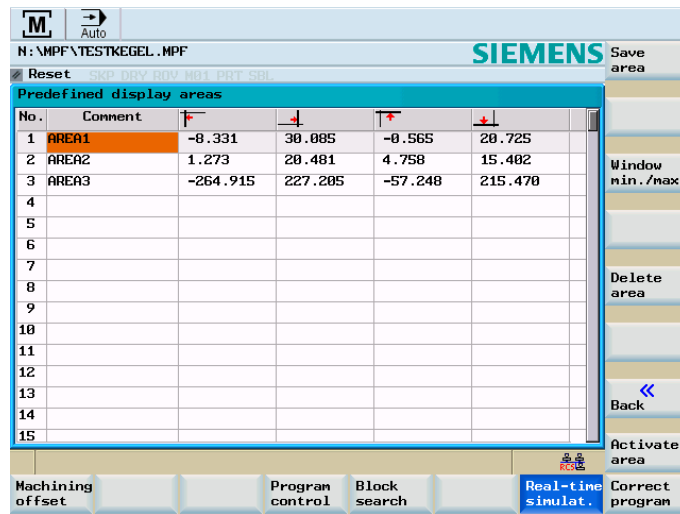 M
Auto
N:\MPF\TESTKEGEL.MPF
SIEMENS
Save
area
Reset SKP DRY ROV M01 PRT SBL
Predefined display areas
No. Comment
1 AREA1 -8.331 30.085 -0.565 20.725
2 AREA2 1.273 20.481 4.758 15.402
3 AREA3 -264.915 227.205 -57.248 215.470
4
5
6
7
8
9
10
11
12
13
14
15
Window
min./max
Delete
area
«
Back
Activate
area
RCS
Machining
offset
Program
control
Block
search
Real-time
simulat.
Correct
program